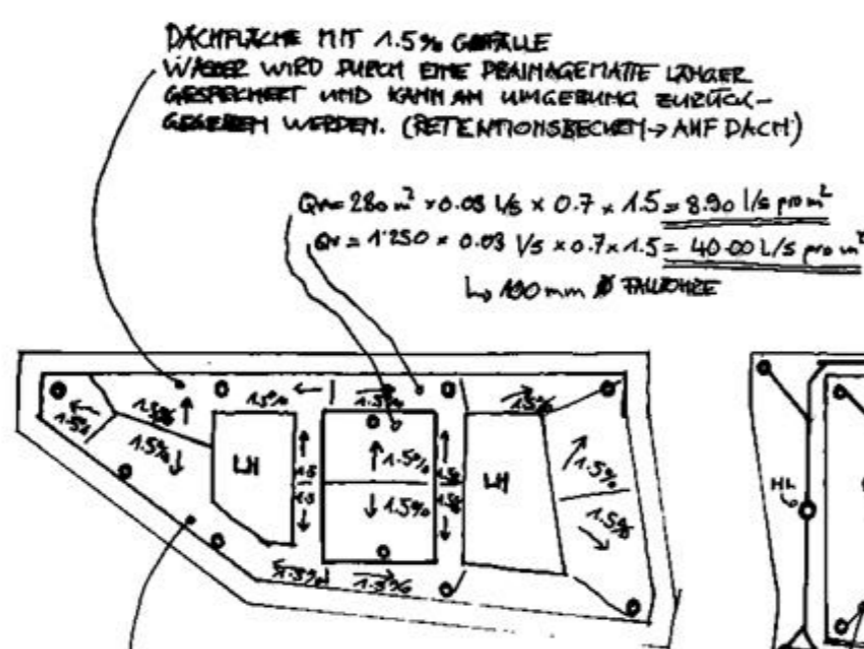 DACHFLÄCHE MIT 1.5% GEFÄLLE
WASSER WIRD DURCH EINE DRAINAGEMATTE LÄNGER
GESPEICHERT UND KANN AN UMGEBUNG ZURÜCK-
GEGEBEN WERDEN. (RETENTIONSBECKEN → AUF DACH)
Qr = 280 m² × 0.03 l/s × 0.7 × 1.5 = 8.90 l/s pro m²
Qr = 1'250 × 0.03 l/s × 0.7 × 1.5 = 40.00 L/s pro m²
↳ 100 mm Ø FALLROHRE
1.5% 1.5% 1.5% ← 1.5% → 1.5% →
1.5% LH 1.5 1.5 1.5% 1.5% LH 1.5% 1.5%
1.5% 1.5%
1.5% 1.5%
HL